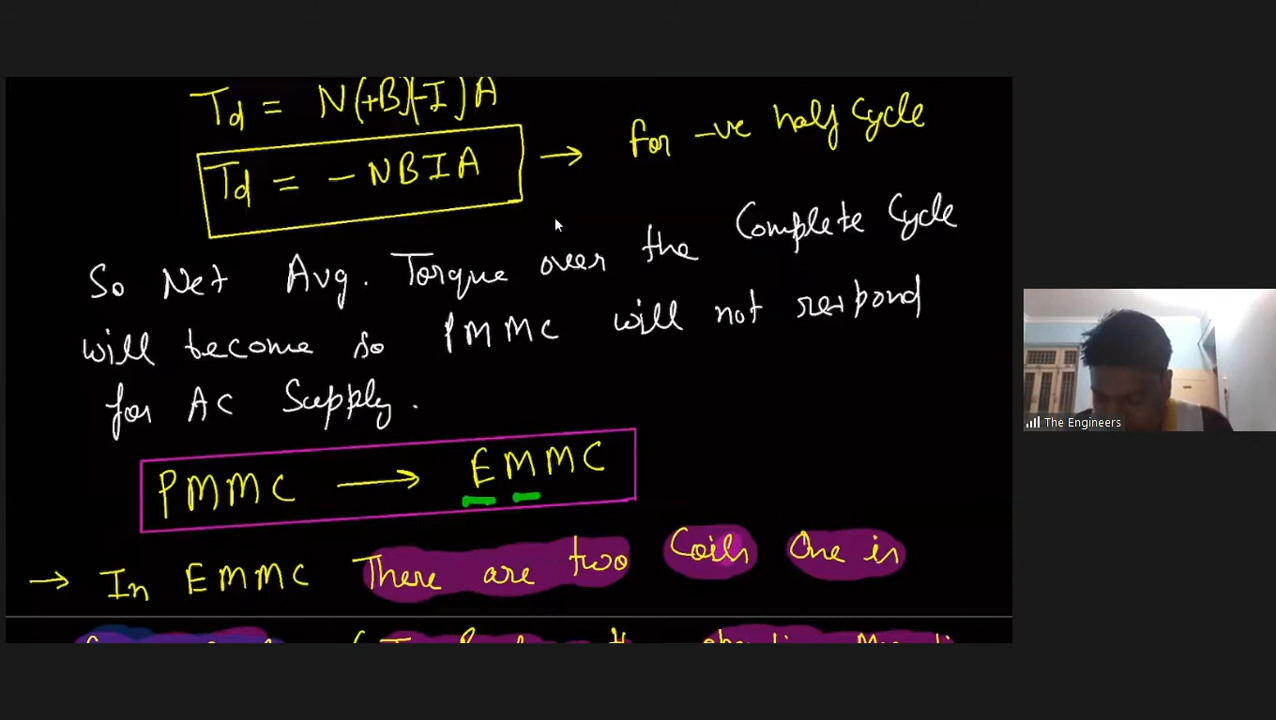 Td = N(+B)(-I)A
Td = - NBIA → for -ve half Cycle
So Net Avg. Torque over the Complete Cycle
will become so PMMC will not respond
for AC Supply.
PMMC → EMMC
→ In EMMC There are two Coils One is
The Engineers